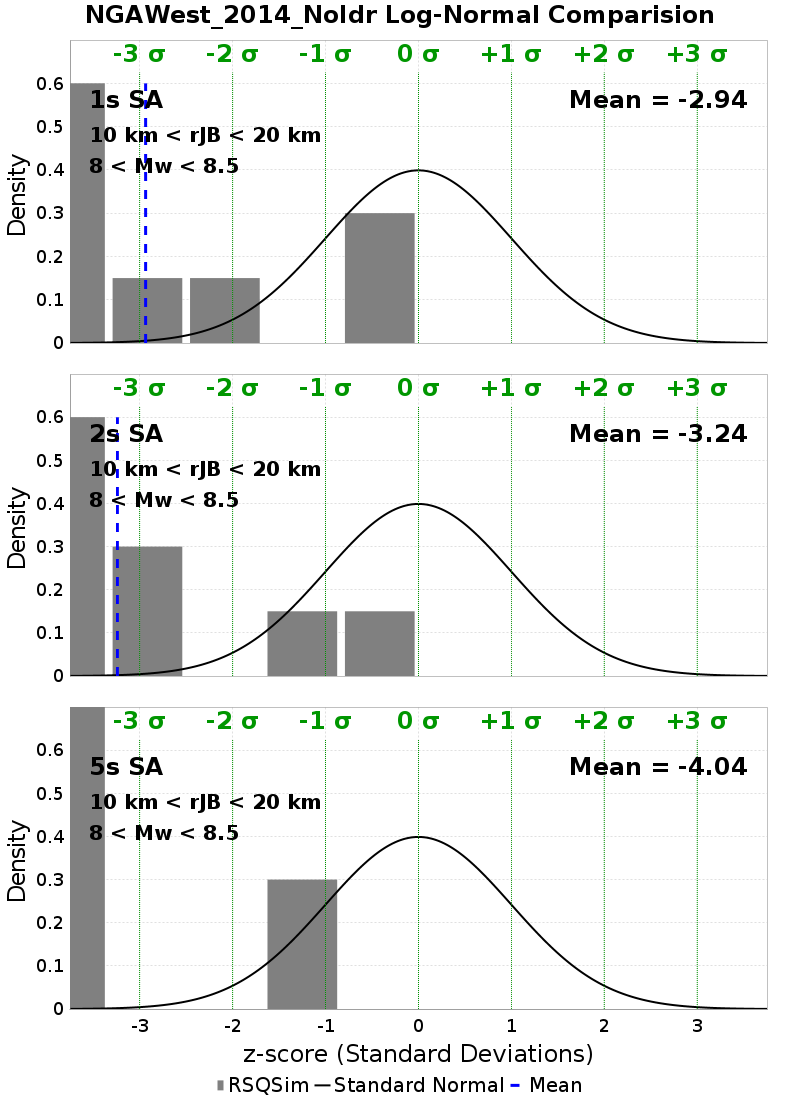 NGAWest_2014_NoIdr Log-Normal Comparision
-3 σ -2 σ -1 σ 0 σ +1 σ +2 σ +3 σ
1s SA Mean = -2.94
10 km < rJB < 20 km
8 < Mw < 8.5
0.6
0.5
0.4
0.3
0.2
0.1
0
Density
-3 σ -2 σ -1 σ 0 σ +1 σ +2 σ +3 σ
2s SA Mean = -3.24
10 km < rJB < 20 km
8 < Mw < 8.5
0.6
0.5
0.4
0.3
0.2
0.1
0
Density
-3 σ -2 σ -1 σ 0 σ +1 σ +2 σ +3 σ
5s SA Mean = -4.04
10 km < rJB < 20 km
8 < Mw < 8.5
0.6
0.5
0.4
0.3
0.2
0.1
0
Density
-3 -2 -1 0 1 2 3
z-score (Standard Deviations)
RSQSim Standard Normal Mean